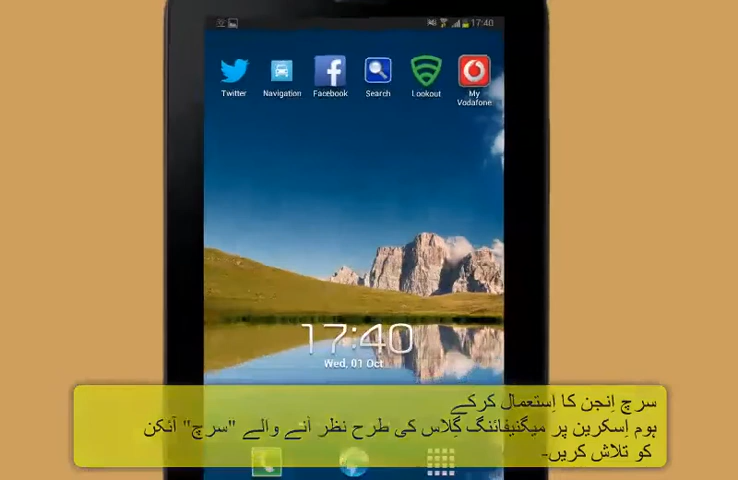 17:40
Twitter
Navigation
Facebook
Search
Lookout
My
Vodafone
17:40
Wed, 01 Oct
سرچ اِنجن کا اِستعمال کرکے
ہوم اِسکرین پر میگنیفائنگ گِلاس کی طرح نظر آنے والے "سرچ" آئکن
کو تلاش کریں۔